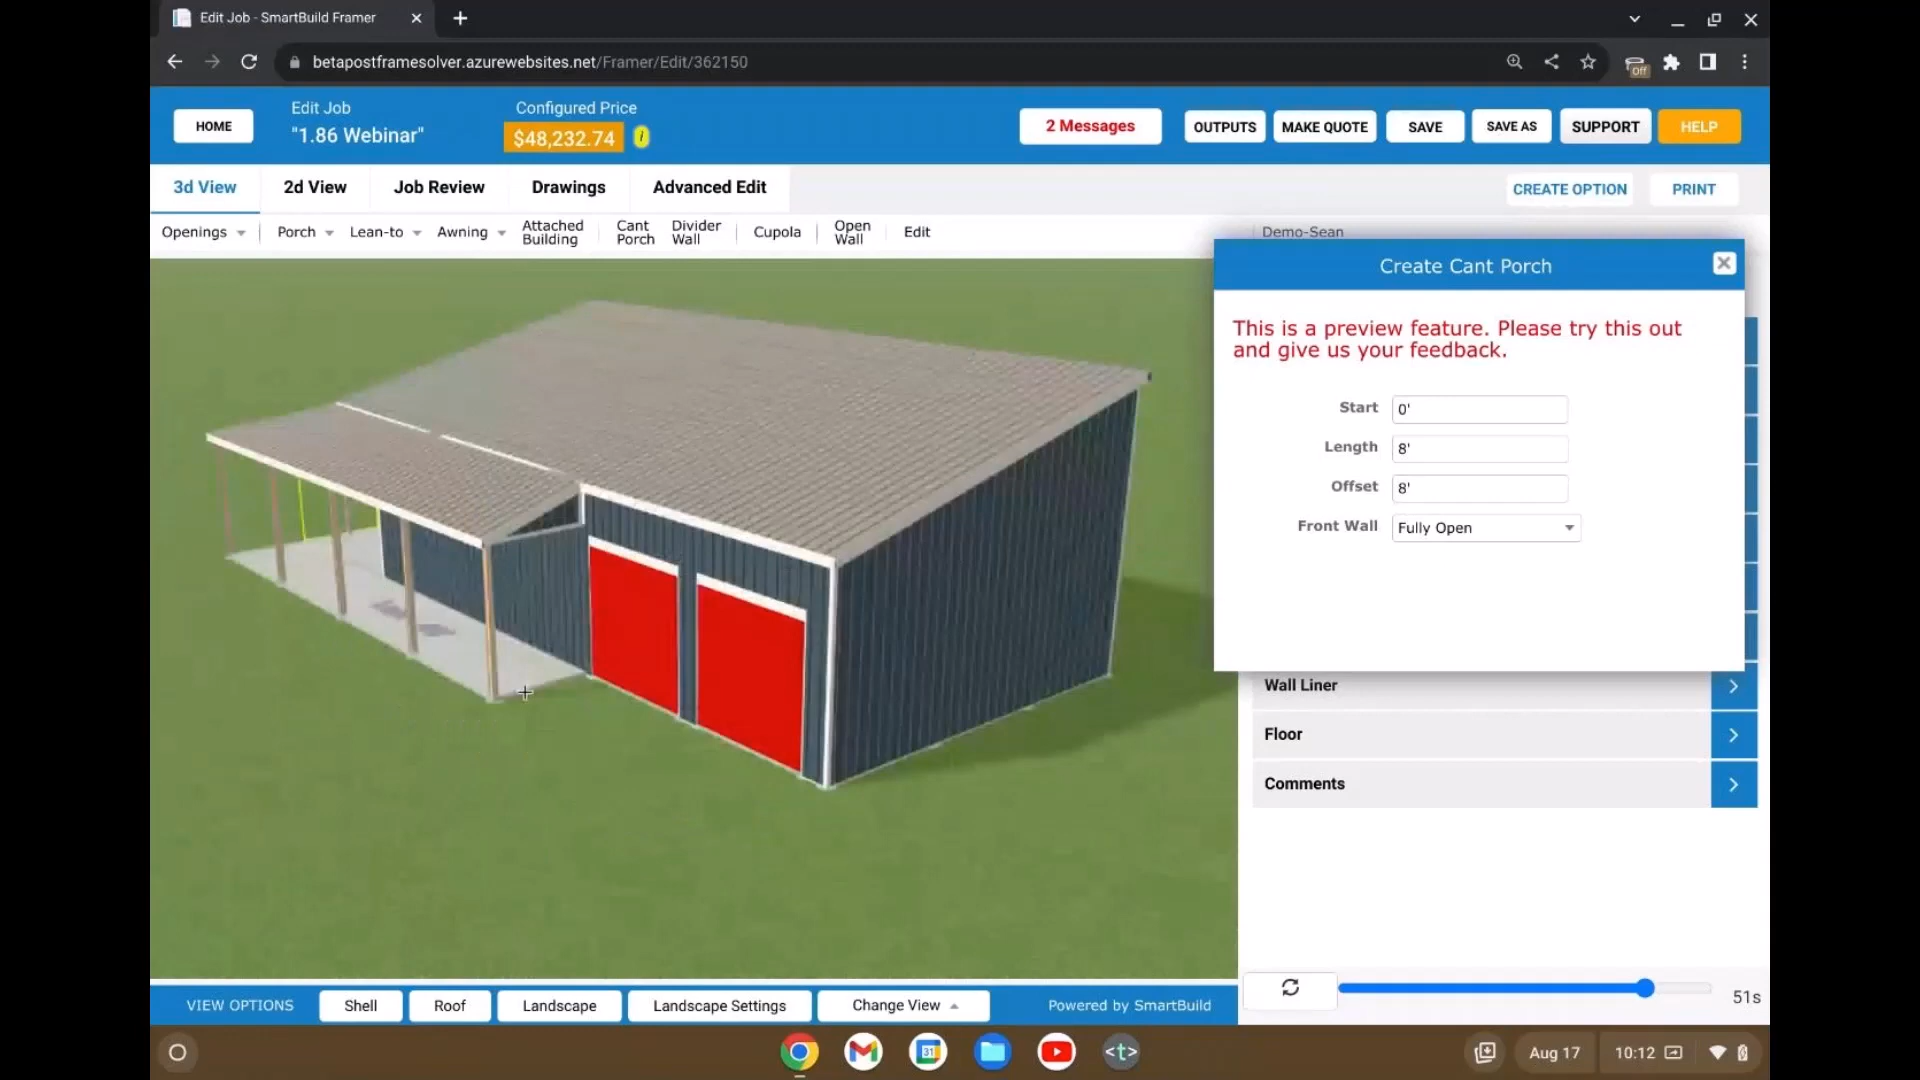 Edit Job - SmartBuild Framer
betapostframesolver.azurewebsites.net/Framer/Edit/362150
Off
HOME
Edit Job
"1.86 Webinar"
Configured Price
$48,232.74
i
2 Messages
OUTPUTS
MAKE QUOTE
SAVE
SAVE AS
SUPPORT
HELP
3d View
2d View
Job Review
Drawings
Advanced Edit
CREATE OPTION
PRINT
Openings
Porch
Lean-to
Awning
Attached
Building
Cant
Porch
Divider
Wall
Cupola
Open
Wall
Edit
Demo-Sean
Create Cant Porch
This is a preview feature. Please try this out
and give us your feedback.
Start 0'
Length 8'
Offset 8'
Front Wall Fully Open
Wall Liner
Floor
Comments
51s
VIEW OPTIONS
Shell
Roof
Landscape
Landscape Settings
Change View
Powered by SmartBuild
31
<t>
Aug 17
10:12